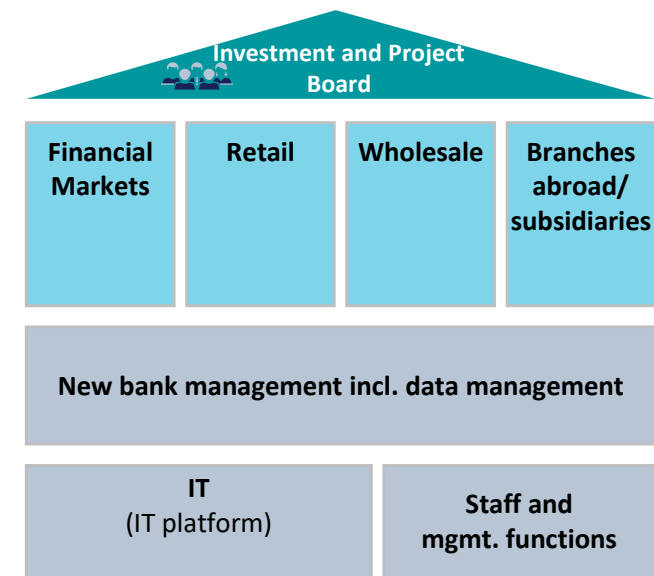 Investment and Project
Board
Financial
Markets
Retail
Wholesale
Branches
abroad/
subsidiaries
New bank management incl. data management
IT
(IT platform)
Staff and
mgmt. functions